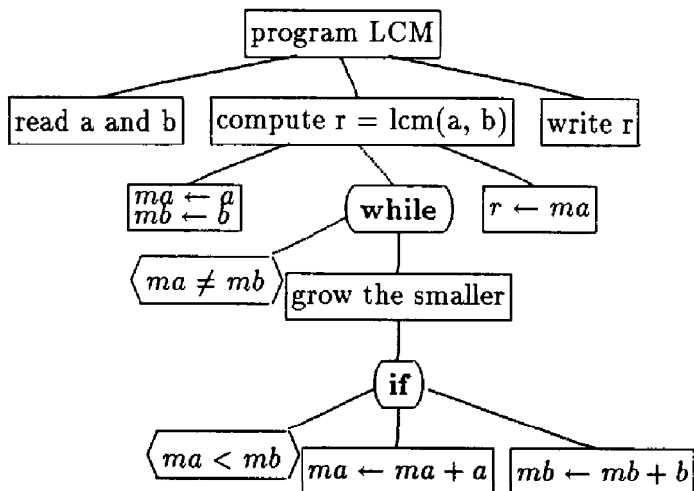 program LCM
read a and b
compute r = lcm(a, b)
write r
ma ← a
mb ← b
while
r ← ma
ma ≠ mb
grow the smaller
if
ma < mb
ma ← ma + a
mb ← mb + b